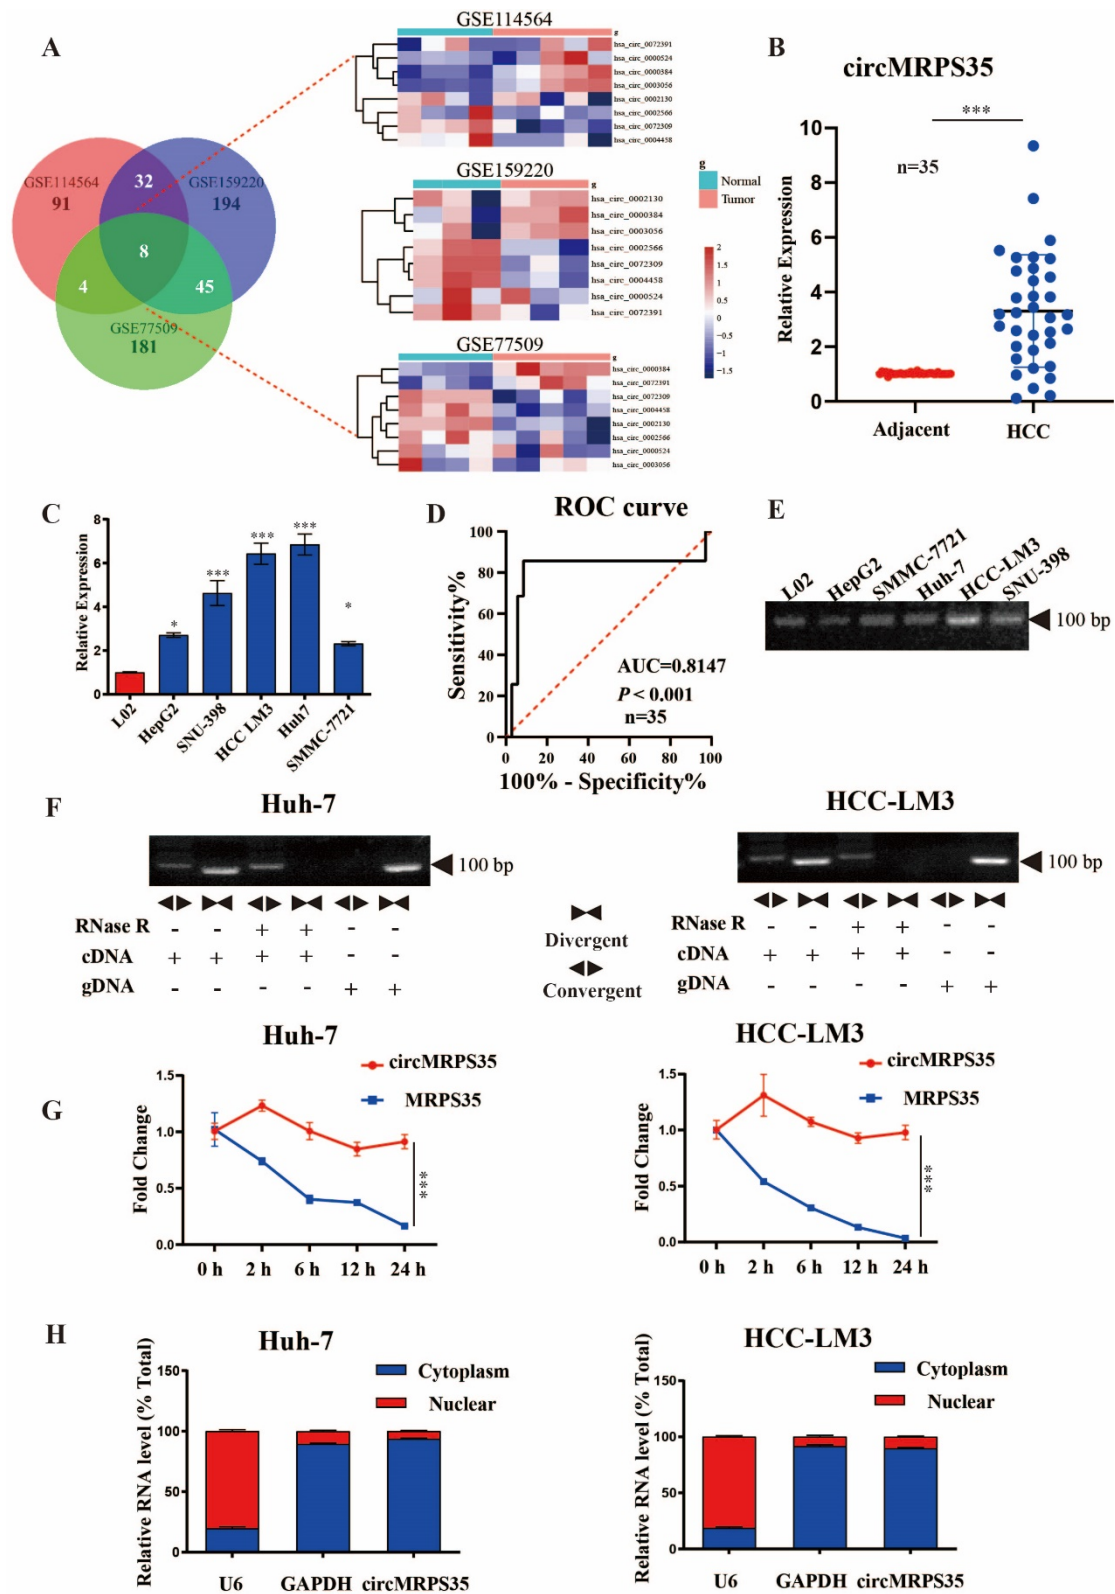 A
GSE114564
g
hsa_circ_0072391
hsa_circ_0000524
hsa_circ_0000384
hsa_circ_0003056
hsa_circ_0002130
hsa_circ_0002566
hsa_circ_0072309
hsa_circ_0004458
GSE114564
91
32
GSE159220
194
8
4
45
GSE77509
181
GSE159220
g
hsa_circ_0002130
hsa_circ_0000384
hsa_circ_0003056
hsa_circ_0002566
hsa_circ_0072309
hsa_circ_0004458
hsa_circ_0000524
hsa_circ_0072391
g
Normal
Tumor
2
1.5
1
0.5
0
−0.5
−1
−1.5
GSE77509
g
hsa_circ_0000384
hsa_circ_0072391
hsa_circ_0072309
hsa_circ_0004458
hsa_circ_0002130
hsa_circ_0002566
hsa_circ_0000524
hsa_circ_0003056
B
circMRPS35
***
n=35
Relative Expression
10
8
6
4
2
0
Adjacent HCC
C
Relative Expression
8
6
4
2
0
*
***
***
***
*
L02
HepG2
SNU-398
HCC-LM3
Huh7
SMMC-7721
D
ROC curve
Sensitivity%
100
80
60
40
20
0
AUC=0.8147
P < 0.001
n=35
0 20 40 60 80 100
100% - Specificity%
E
L02
HepG2
SMMC-7721
Huh-7
HCC-LM3
SNU-398
100 bp
F
Huh-7
100 bp
RNase R + + - -
cDNA + + + + - -
gDNA - - - - + +
Divergent
Convergent
HCC-LM3
100 bp
RNase R + + - -
cDNA + + + + - -
gDNA - - - - + +
G
Huh-7
circMRPS35
MRPS35
Fold Change
1.5
1.0
0.5
0.0
***
0 h 2 h 6 h 12 h 24 h
HCC-LM3
circMRPS35
MRPS35
Fold Change
1.5
1.0
0.5
0.0
***
0 h 2 h 6 h 12 h 24 h
H
Huh-7
Cytoplasm
Nuclear
Relative RNA level (% Total)
150
100
50
0
U6 GAPDH circMRPS35
HCC-LM3
Cytoplasm
Nuclear
Relative RNA level (% Total)
150
100
50
0
U6 GAPDH circMRPS35